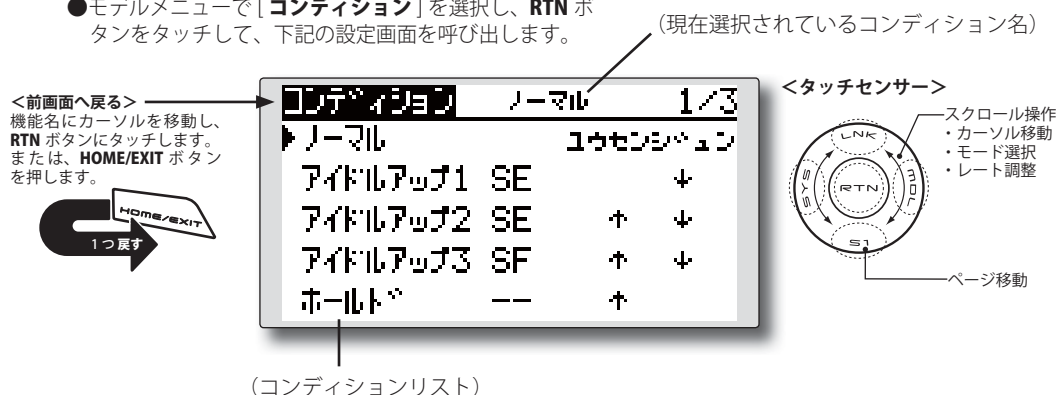 ●モデルメニューで [ コンディション ] を選択し、RTN ボ
タンをタッチして、下記の設定画面を呼び出します。
（現在選択されているコンディション名）
＜前画面へ戻る＞
機能名にカーソルを移動し、
RTN ボタンにタッチします。
または、HOME/EXIT ボタン
を押します。
HOME/EXIT
1つ戻す
コンディション ノーマル 1/3
ノーマル ユウセンジュン
アイドルアップ1 SE ↓
アイドルアップ2 SE ↑ ↓
アイドルアップ3 SF ↑ ↓
ホールド -- ↑
（コンディションリスト）
＜タッチセンサー＞
LNK
SYS
RTN
MDL
S1
スクロール操作
・カーソル移動
・モード選択
・レート調整
ページ移動